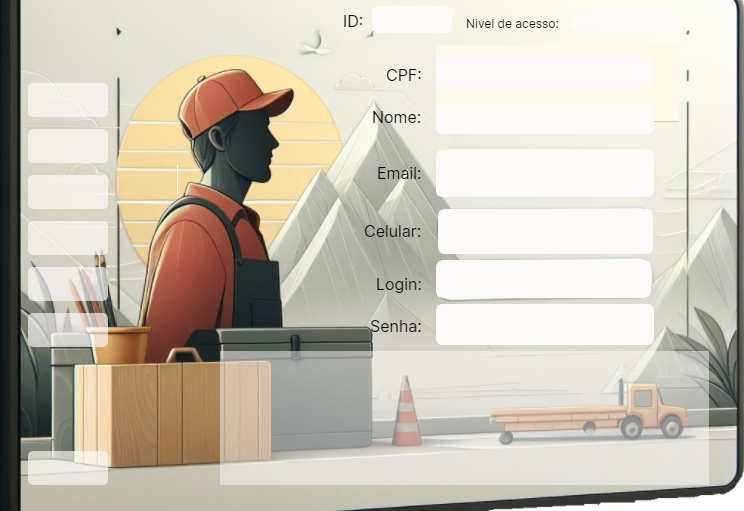 ID:
Nivel de acesso:
CPF:
Nome:
Email:
Celular:
Login:
Senha: